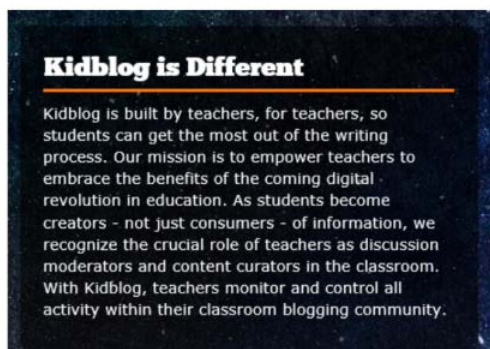 Kidblog is Different
Kidblog is built by teachers, for teachers, so
students can get the most out of the writing
process. Our mission is to empower teachers to
embrace the benefits of the coming digital
revolution in education. As students become
creators - not just consumers - of information, we
recognize the crucial role of teachers as discussion
moderators and content curators in the classroom.
With Kidblog, teachers monitor and control all
activity within their classroom blogging community.